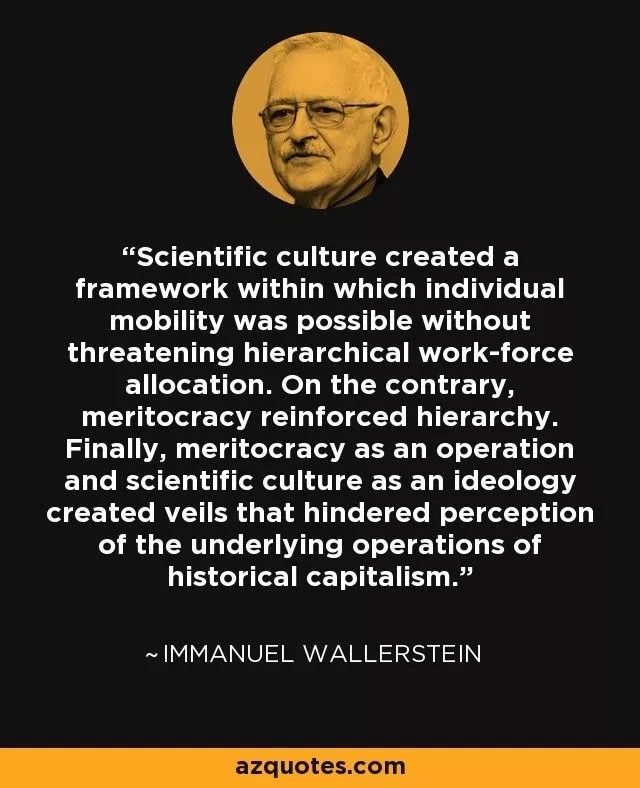 “Scientific culture created a
framework within which individual
mobility was possible without
threatening hierarchical work-force
allocation. On the contrary,
meritocracy reinforced hierarchy.
Finally, meritocracy as an operation
and scientific culture as an ideology
created veils that hindered perception
of the underlying operations of
historical capitalism.”
~ IMMANUEL WALLERSTEIN
azquotes.com